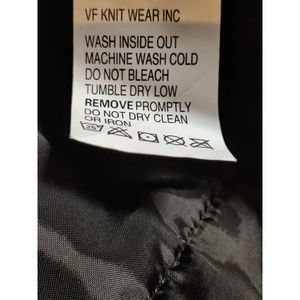 VF KNIT WEAR INC
WASH INSIDE OUT
MACHINE WASH COLD
DO NOT BLEACH
TUMBLE DRY LOW
REMOVE PROMPTLY
DO NOT DRY CLEAN
OR IRON